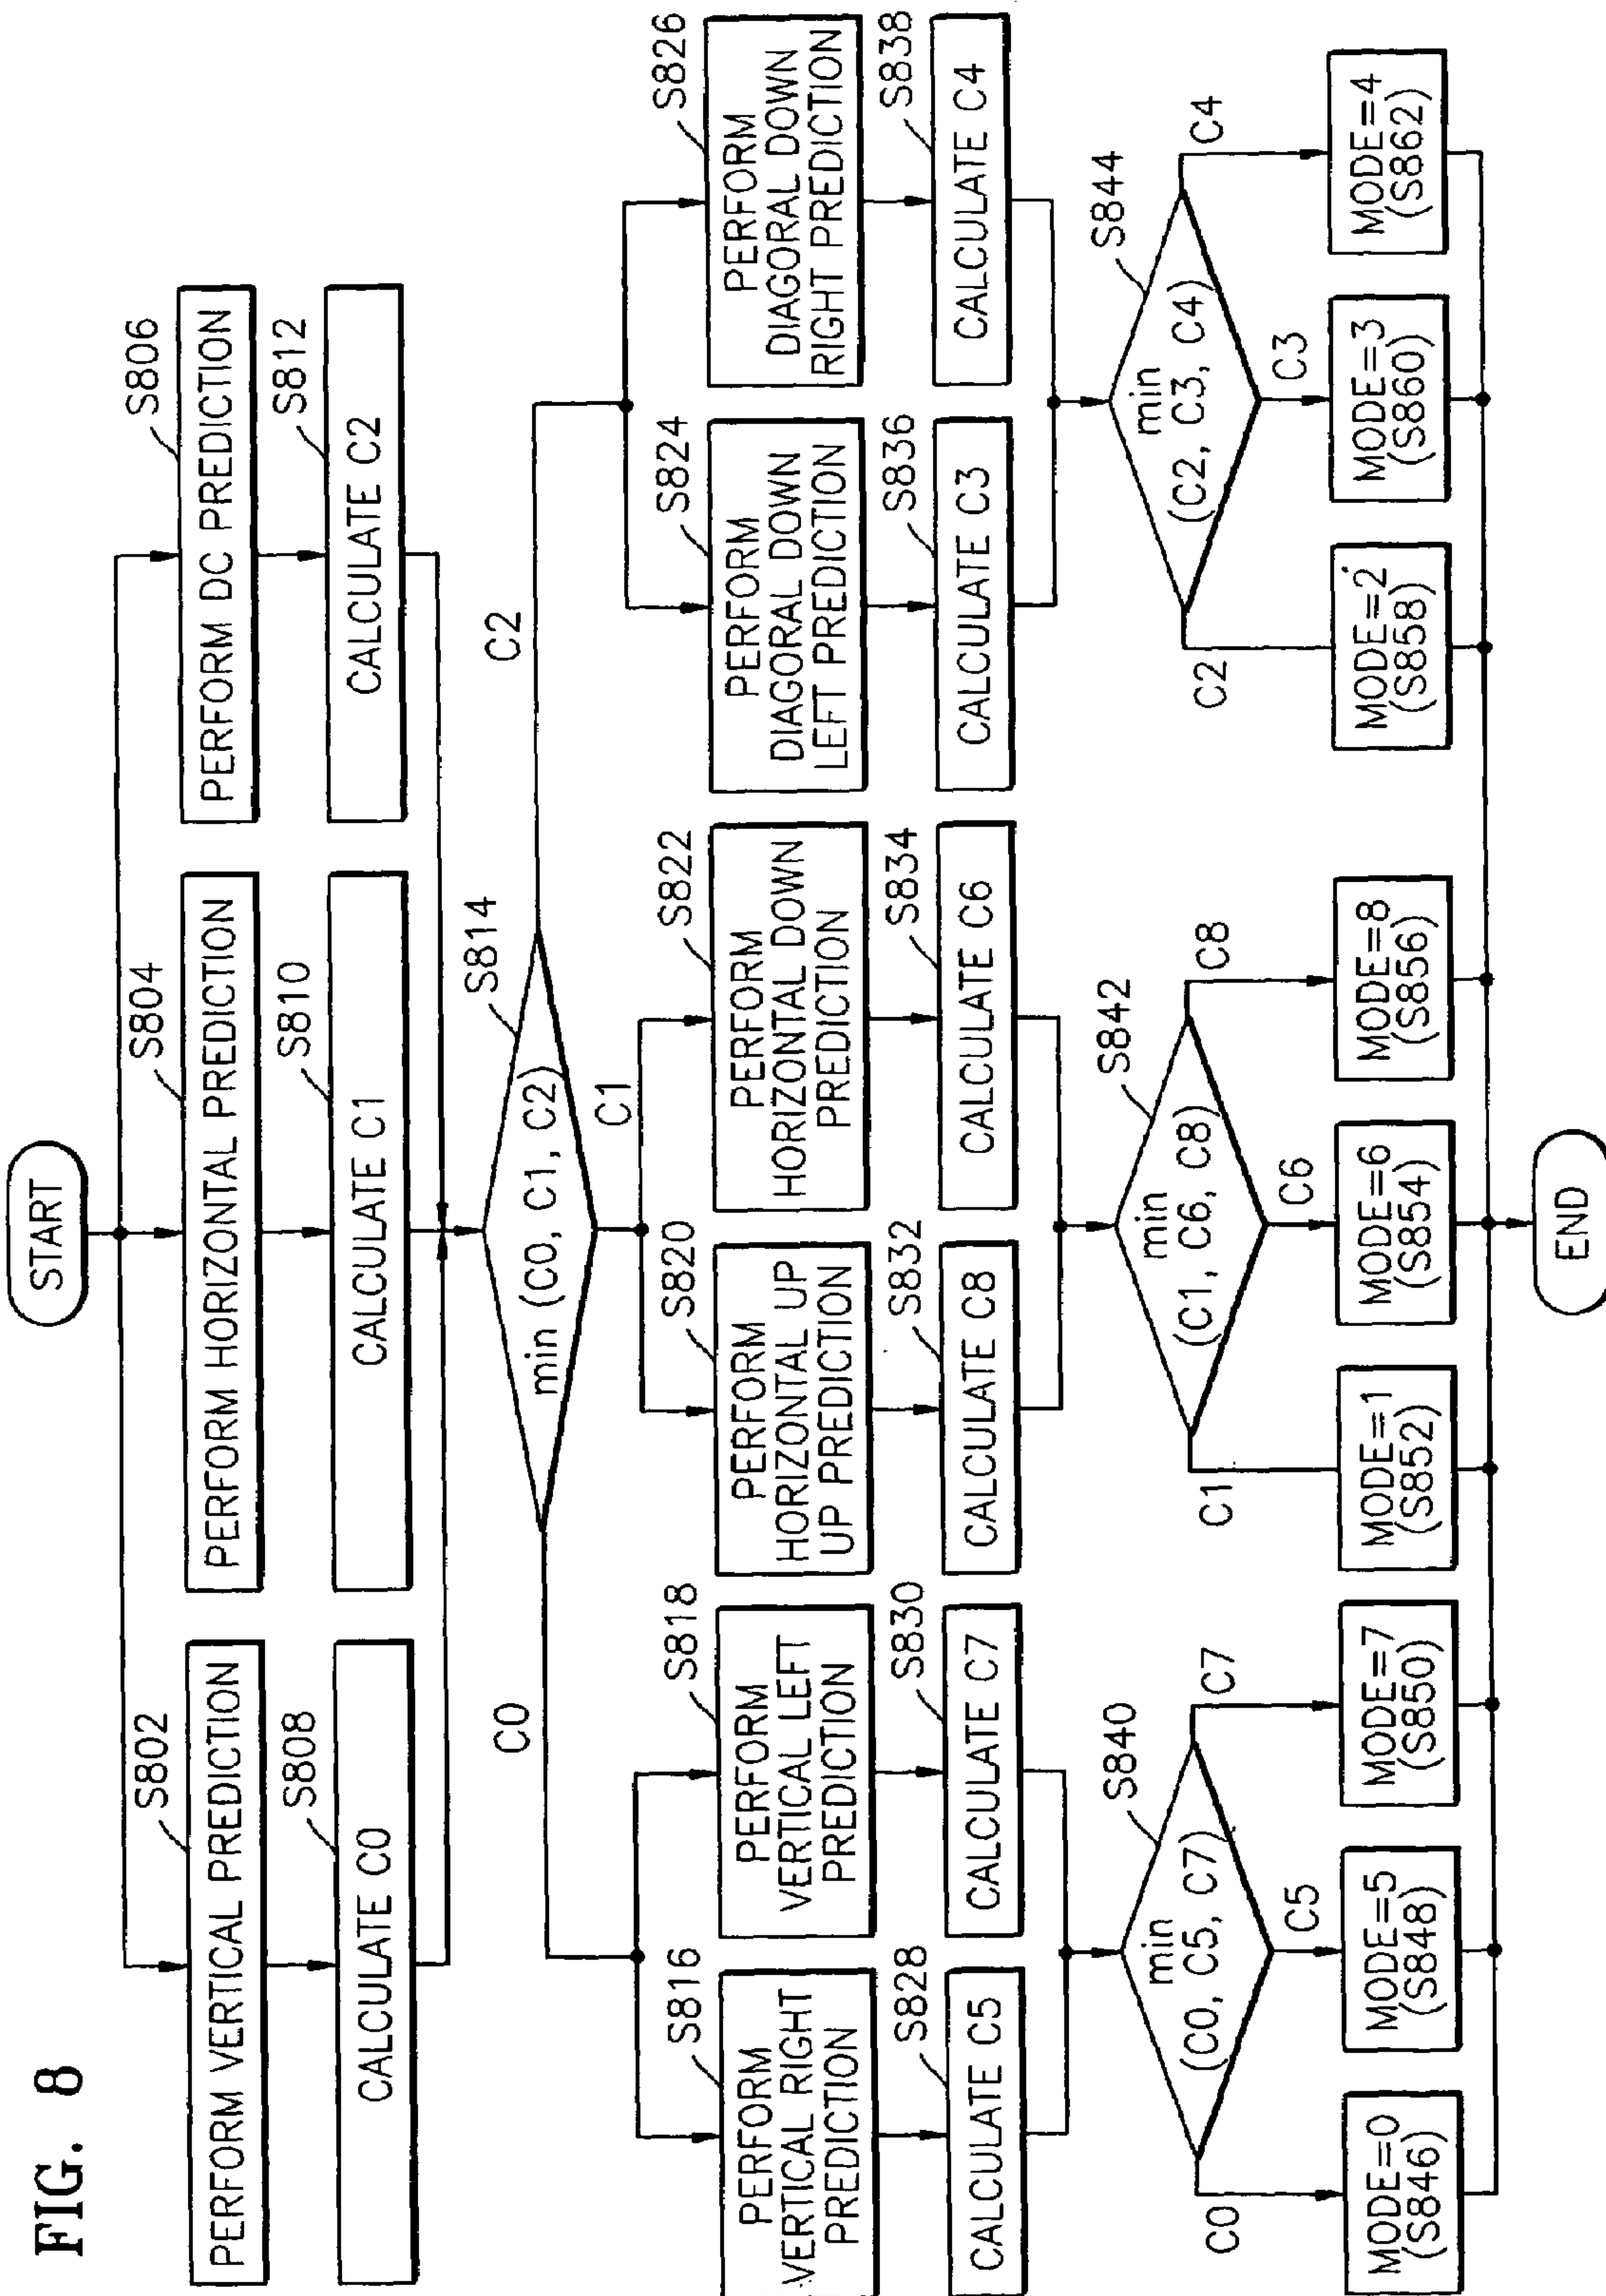 FIG. 8
START
S802
PERFORM VERTICAL PREDICTION
S804
PERFORM HORIZONTAL PREDICTION
S806
PERFORM DC PREDICTION
S808
CALCULATE C0
S810
CALCULATE C1
S812
CALCULATE C2
S814
min (C0, C1, C2)
C0
C1
C2
S816
PERFORM
VERTICAL RIGHT
PREDICTION
S818
PERFORM
VERTICAL LEFT
PREDICTION
S820
PERFORM
HORIZONTAL UP
UP PREDICTION
S822
PERFORM
HORIZONTAL DOWN
PREDICTION
S824
PERFORM
DIAGORAL DOWN
LEFT PREDICTION
S826
PERFORM
DIAGORAL DOWN
RIGHT PREDICTION
S828
CALCULATE C5
S830
CALCULATE C7
S832
CALCULATE C8
S834
CALCULATE C6
S836
CALCULATE C3
S838
CALCULATE C4
S840
min
(C0, C5, C7)
C0
C5
C7
S842
min
(C1, C6, C8)
C1
C6
C8
S844
min
(C2, C3, C4)
C2
C3
C4
MODE=0
(S846)
MODE=5
(S848)
MODE=7
(S850)
MODE=1
(S852)
MODE=6
(S854)
MODE=8
(S856)
MODE=2
(S858)
MODE=3
(S860)
MODE=4
(S862)
END